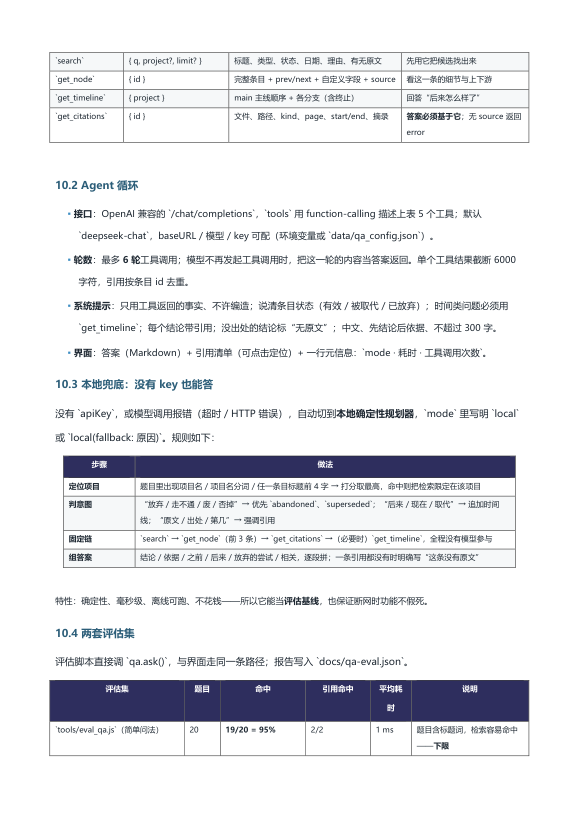 `search` { q, project?, limit? } 标题、类型、状态、日期、理由、有无原文 先用它把候选找出来
`get_node` { id } 完整条目 + prev/next + 自定义字段 + source 看这一条的细节与上下游
`get_timeline` { project } main 主线顺序 + 各分支（含终止） 回答“后来怎么样了”
`get_citations` { id } 文件、路径、kind、page、start/end、摘录 答案必须基于它；无 source 返回
error
10.2 Agent 循环
• 接口：OpenAI 兼容的 `/chat/completions`，`tools` 用 function-calling 描述上表 5 个工具；默认
`deepseek-chat`，baseURL / 模型 / key 可配（环境变量或 `data/qa_config.json`）。
• 轮数：最多 6 轮工具调用；模型不再发起工具调用时，把这一轮的内容当答案返回。单个工具结果截断 6000
字符，引用按条目 id 去重。
• 系统提示：只用工具返回的事实、不许编造；说清条目状态（有效 / 被取代 / 已放弃）；时间类问题必须用
`get_timeline`；每个结论带引用；没出处的结论标“无原文”；中文、先结论后依据、不超过 300 字。
• 界面：答案（Markdown）+ 引用清单（可点击定位）+ 一行元信息：`mode · 耗时 · 工具调用次数`。
10.3 本地兜底：没有 key 也能答
没有 `apiKey`，或模型调用报错（超时 / HTTP 错误），自动切到本地确定性规划器，`mode` 里写明 `local`
或 `local(fallback: 原因)`。规则如下：
步骤 做法
定位项目 题目里出现项目名 / 项目名分词 / 任一条目标题前 4 字 → 打分取最高，命中则把检索限定在该项目
判意图 “放弃 / 走不通 / 废 / 否掉” → 优先 `abandoned`、`superseded`；“后来 / 现在 / 取代” → 追加时间
线；“原文 / 出处 / 第几” → 强调引用
固定链 `search` → `get_node`（前 3 条）→ `get_citations` →（必要时）`get_timeline`，全程没有模型参与
组答案 结论 / 依据 / 之前 / 后来 / 放弃的尝试 / 相关，逐段拼；一条引用都没有时明确写“这条没有原文”
特性：确定性、毫秒级、离线可跑、不花钱——所以它能当评估基线，也保证断网时功能不假死。
10.4 两套评估集
评估脚本直接调 `qa.ask()`，与界面走同一条路径；报告写入 `docs/qa-eval.json`。
评估集 题目 命中 引用命中 平均耗 说明
时
`tools/eval_qa.js`（简单问法） 20 19/20 = 95% 2/2 1 ms 题目含标题词，检索容易命中
——下限